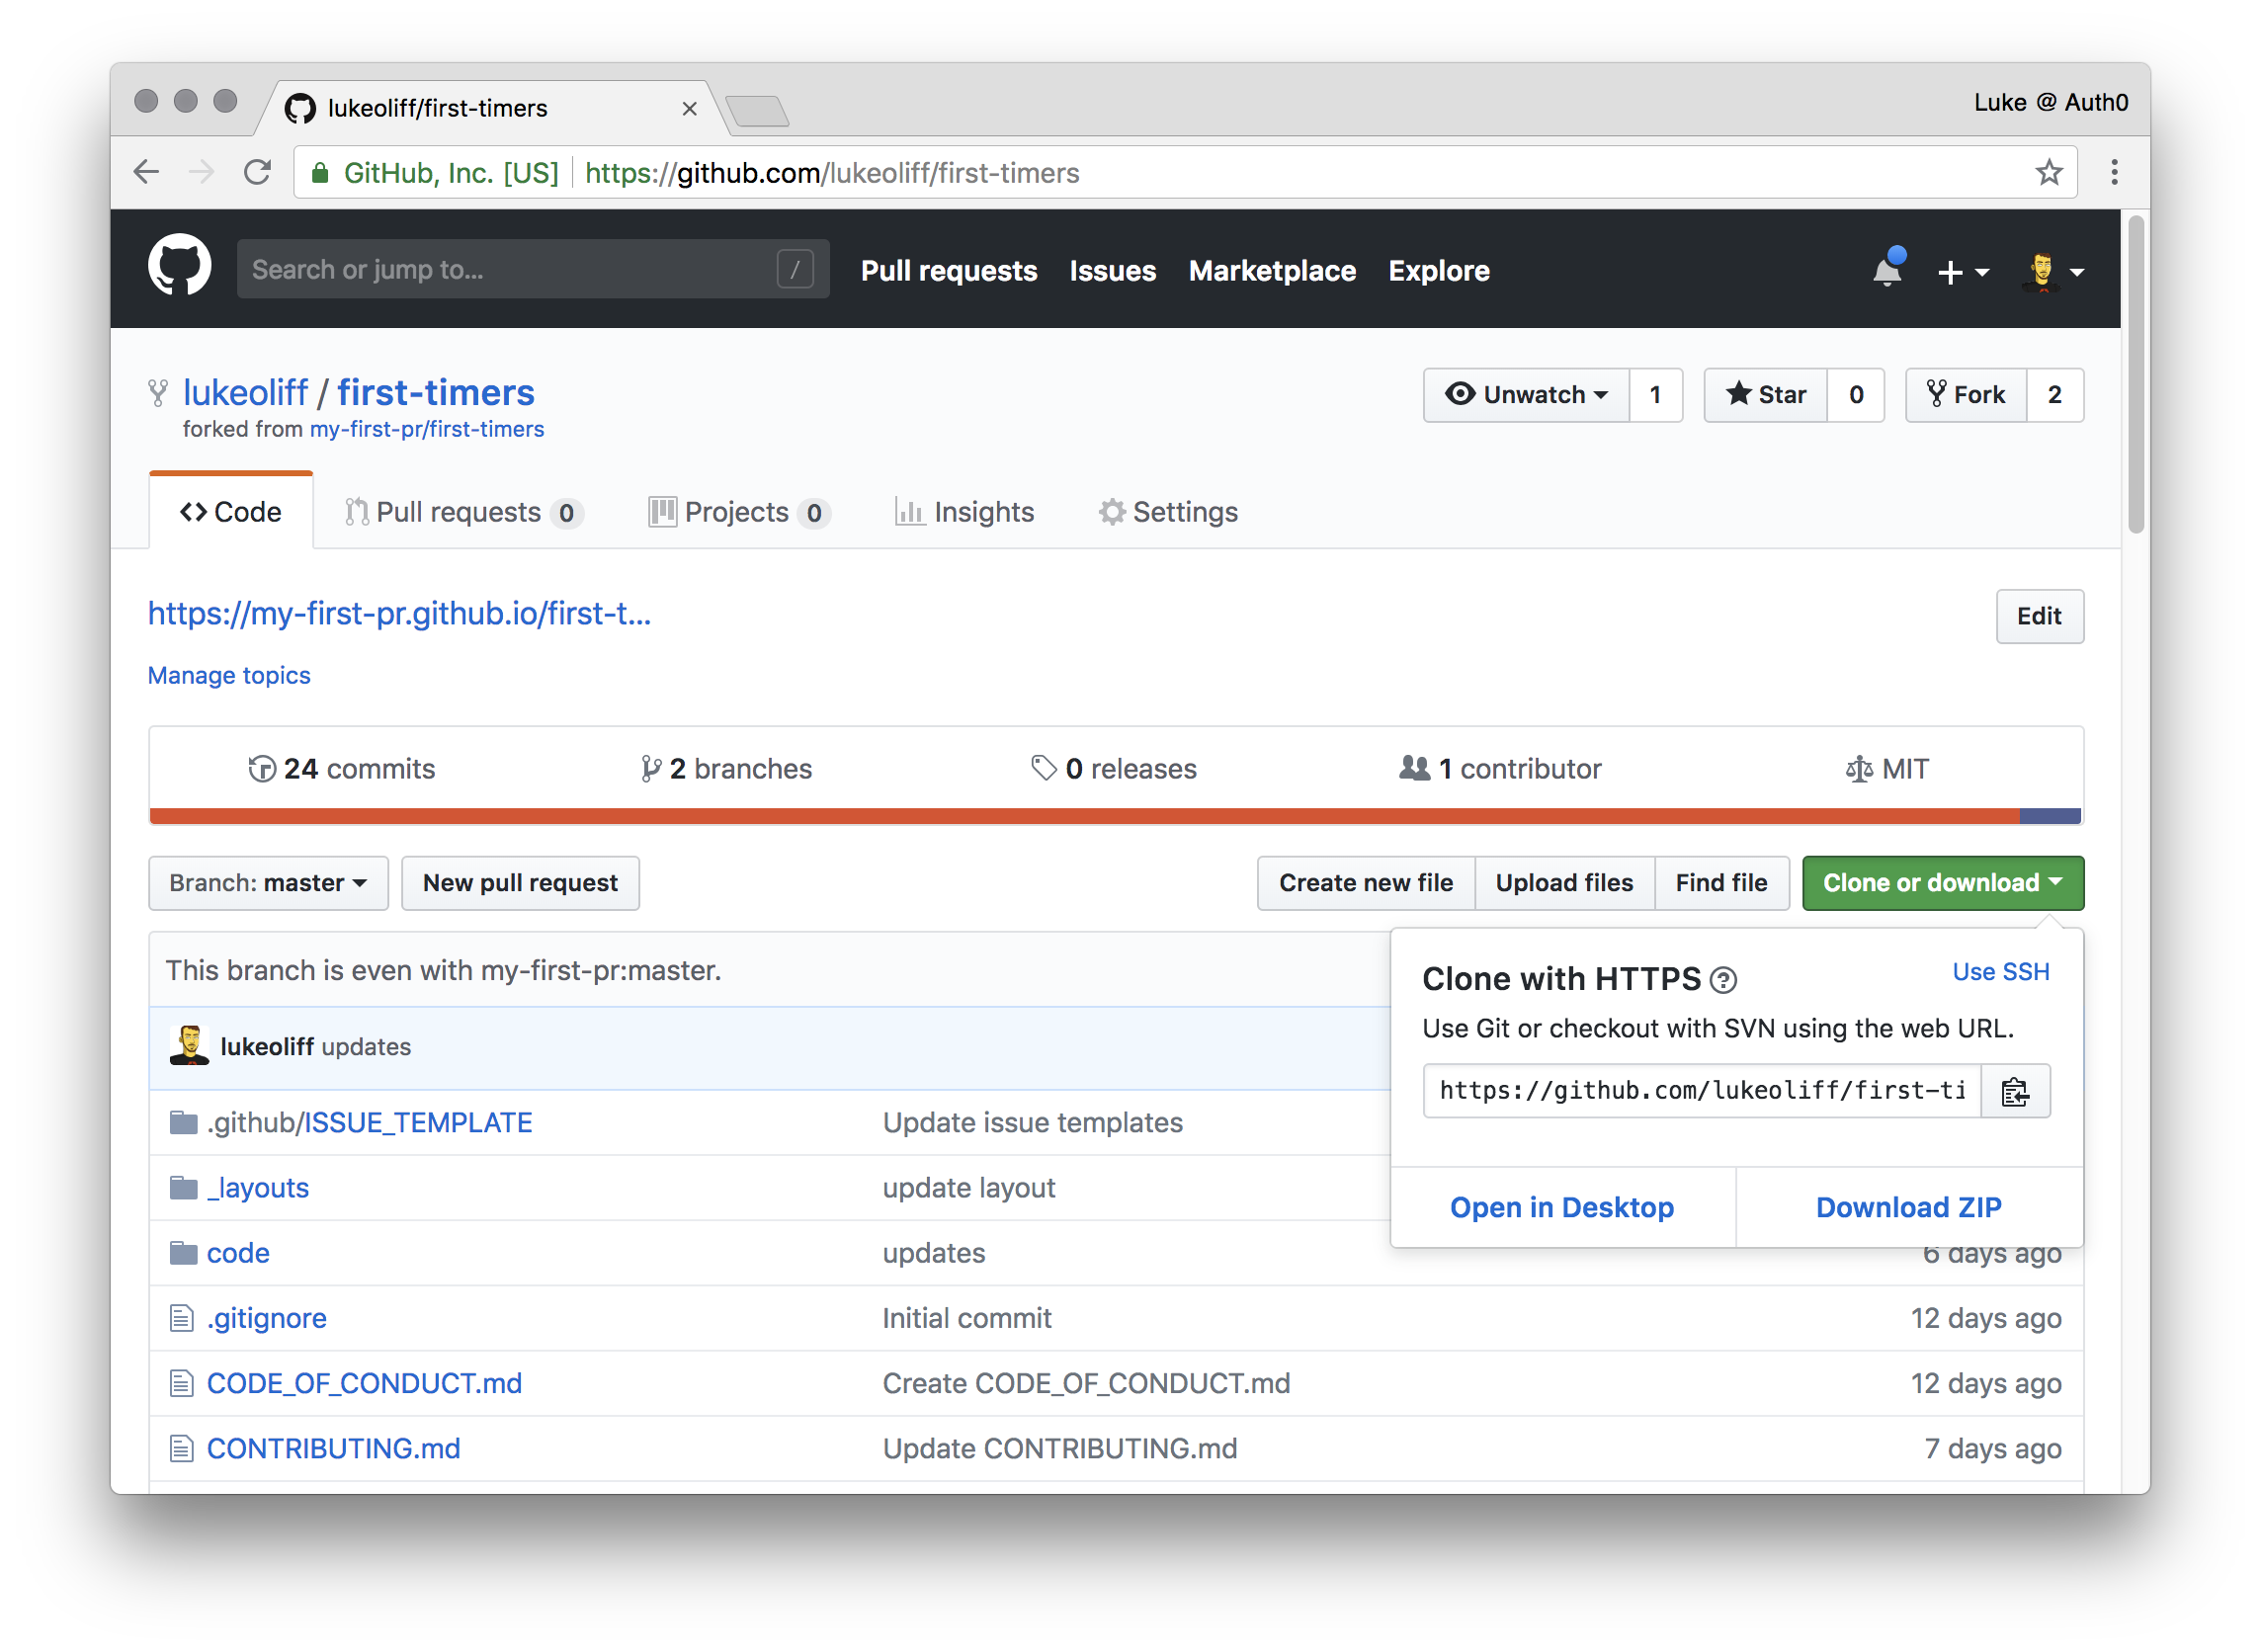 lukeoliff/first-timers
Luke @ Auth0
GitHub, Inc. [US] https://github.com/lukeoliff/first-timers
Search or jump to... / Pull requests Issues Marketplace Explore
lukeoliff / first-timers Unwatch 1 Star 0 Fork 2
forked from my-first-pr/first-timers
Code Pull requests 0 Projects 0 Insights Settings
https://my-first-pr.github.io/first-t... Edit
Manage topics
24 commits 2 branches 0 releases 1 contributor MIT
Branch: master New pull request Create new file Upload files Find file Clone or download
This branch is even with my-first-pr:master.
lukeoliff updates
Clone with HTTPS ? Use SSH
Use Git or checkout with SVN using the web URL.
https://github.com/lukeoliff/first-ti
Open in Desktop Download ZIP
.github/ISSUE_TEMPLATE Update issue templates
_layouts update layout
code updates 6 days ago
.gitignore Initial commit 12 days ago
CODE_OF_CONDUCT.md Create CODE_OF_CONDUCT.md 12 days ago
CONTRIBUTING.md Update CONTRIBUTING.md 7 days ago